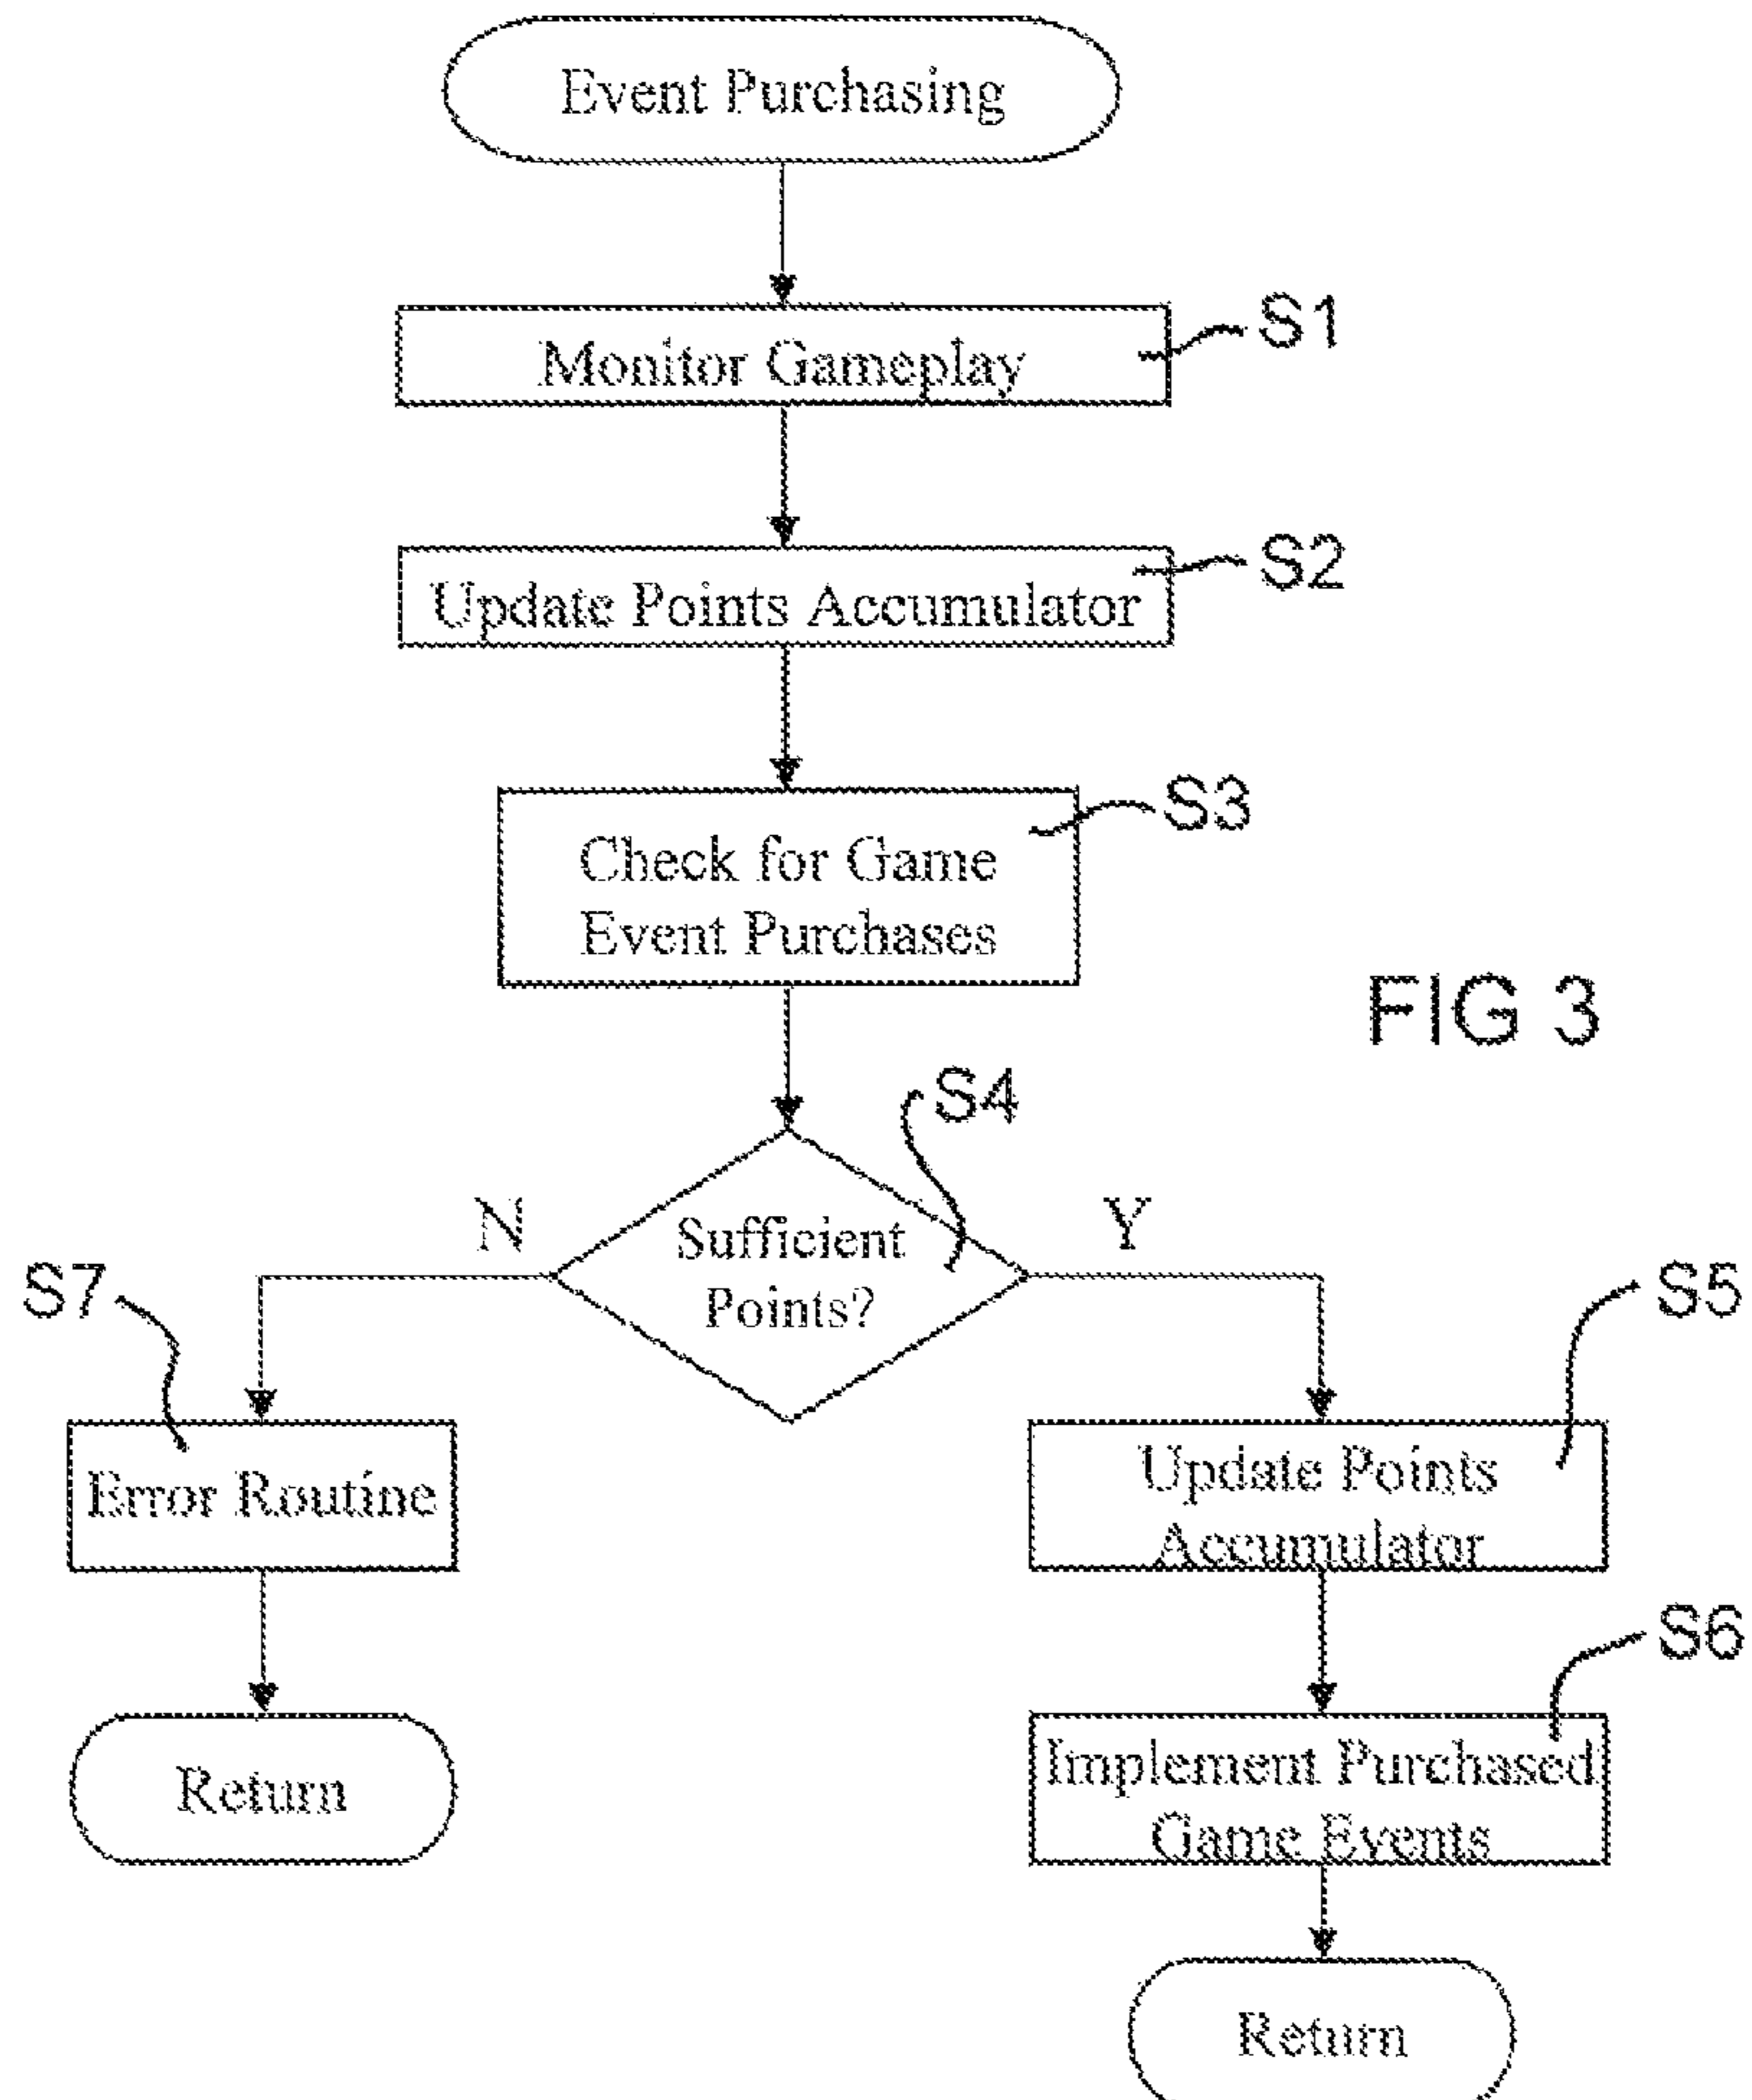 Event Purchasing
S1
Monitor Gameplay
S2
Update Points Accumulator
S3
Check for Game
Event Purchases
FIG 3
S4
N
Y
Sufficient
Points?
S7
S5
Error Routine
Update Points
Accumulator
S6
Return
Implement Purchased
Game Events
Return